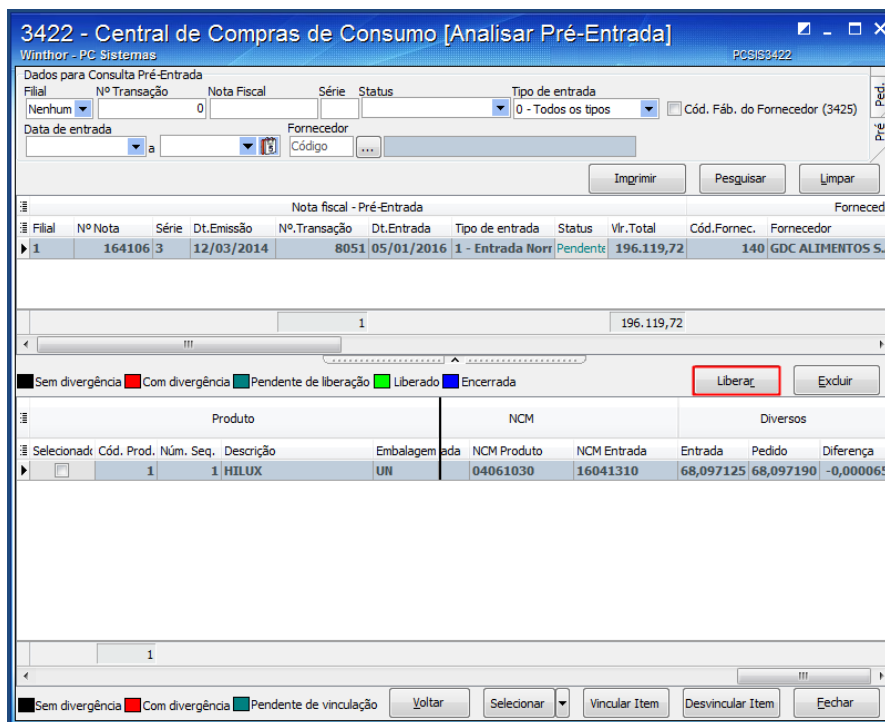 3422 - Central de Compras de Consumo [Analisar Pré-Entrada]
Winthor - PC Sistemas PCSIS3422
Dados para Consulta Pré-Entrada
Filial Nº Transação Nota Fiscal Série Status Tipo de entrada
Nenhum 0 0 - Todos os tipos Cód. Fáb. do Fornecedor (3425)
Ped.
Pré
Data de entrada Fornecedor
a 5 Código ...
Imprimir Pesquisar Limpar
Nota fiscal - Pré-Entrada Forneced
Filial Nº Nota Série Dt.Emissão Nº.Transação Dt.Entrada Tipo de entrada Status Vlr.Total Cód.Fornec. Fornecedor
1 164106 3 12/03/2014 8051 05/01/2016 1 - Entrada Norr Pendente 196.119,72 140 GDC ALIMENTOS S.
1 196.119,72
Sem divergência Com divergência Pendente de liberação Liberado Encerrada Liberar Excluir
Produto NCM Diversos
Selecionado Cód. Prod. Núm. Seq. Descrição Embalagem ada NCM Produto NCM Entrada Entrada Pedido Diferença
1 1 HILUX UN 04061030 16041310 68,097125 68,097190 -0,000065
1
Sem divergência Com divergência Pendente de vinculação Voltar Selecionar Vincular Item Desvincular Item Fechar